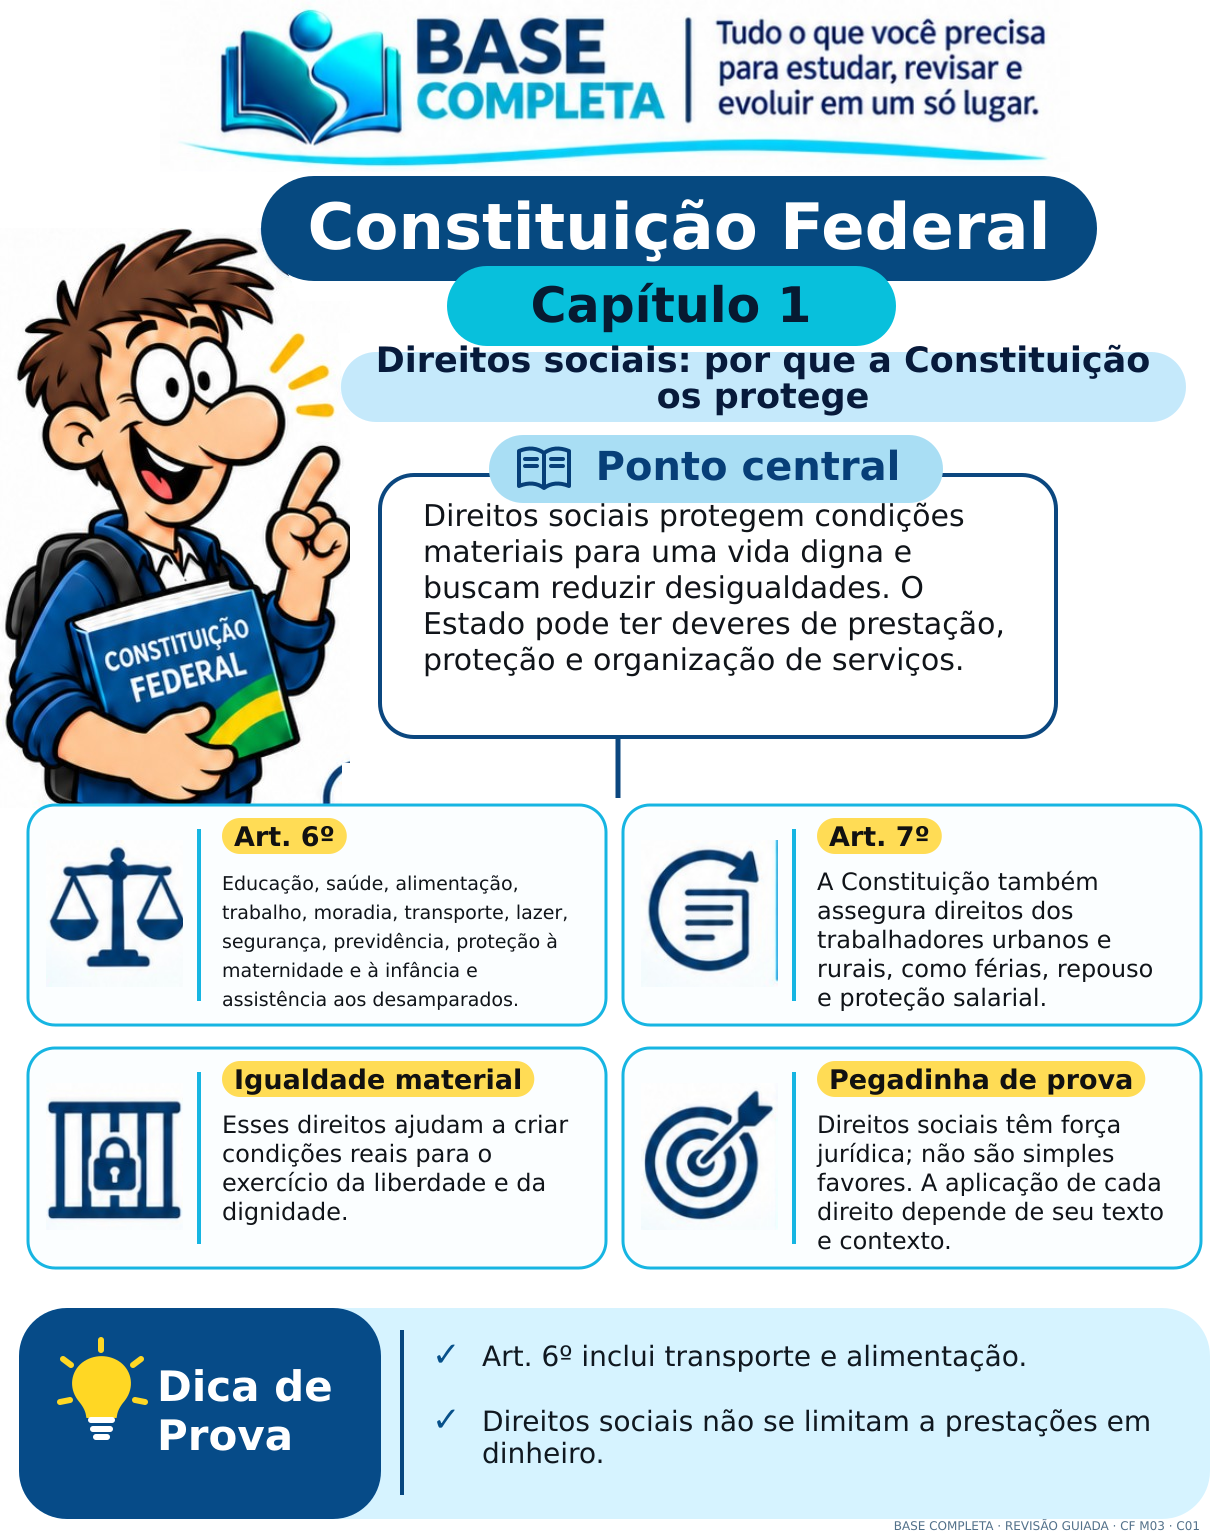 BASE
COMPLETA
Tudo o que você precisa
para estudar, revisar e
evoluir em um só lugar.
Constituição Federal
Capítulo 1
Direitos sociais: por que a Constituição
os protege
Ponto central
Direitos sociais protegem condições
materiais para uma vida digna e
buscam reduzir desigualdades. O
Estado pode ter deveres de prestação,
proteção e organização de serviços.
CONSTITUIÇÃO
FEDERAL
Art. 6º
Educação, saúde, alimentação,
trabalho, moradia, transporte, lazer,
segurança, previdência, proteção à
maternidade e à infância e
assistência aos desamparados.
Art. 7º
A Constituição também
assegura direitos dos
trabalhadores urbanos e
rurais, como férias, repouso
e proteção salarial.
Igualdade material
Esses direitos ajudam a criar
condições reais para o
exercício da liberdade e da
dignidade.
Pegadinha de prova
Direitos sociais têm força
jurídica; não são simples
favores. A aplicação de cada
direito depende de seu texto
e contexto.
Dica de
Prova
✓ Art. 6º inclui transporte e alimentação.
✓ Direitos sociais não se limitam a prestações em
dinheiro.
BASE COMPLETA · REVISÃO GUIADA · CF M03 · C01